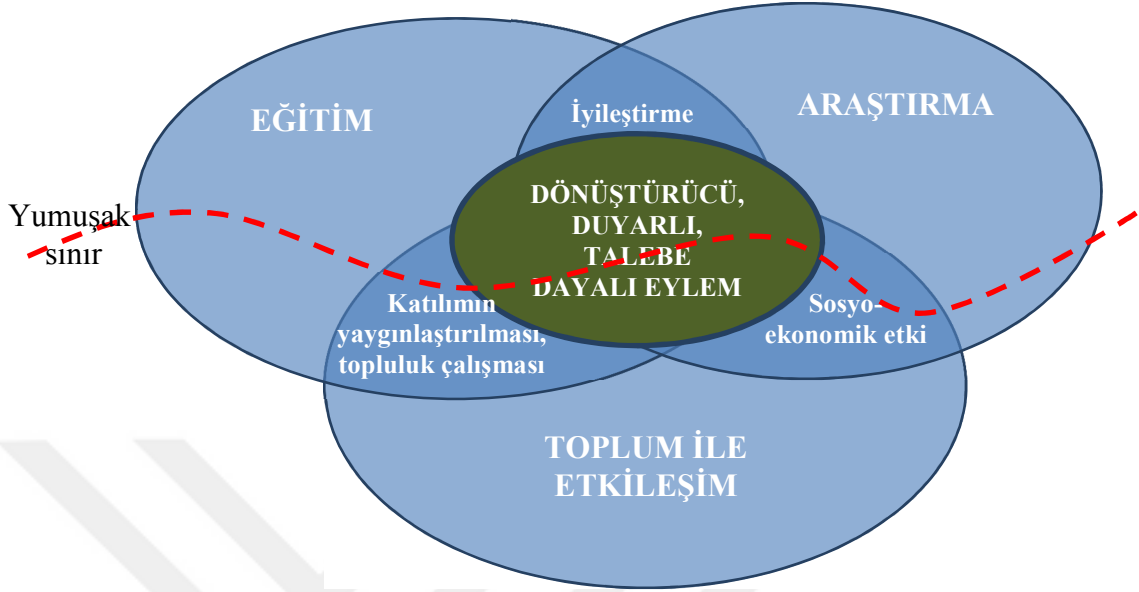 EĞİTİM
ARAŞTIRMA
İyileştirme
Yumuşak
sınır
DÖNÜŞTÜRÜCÜ,
DUYARLI,
TALEBE
DAYALI EYLEM
Katılımın
yaygınlaştırılması,
topluluk çalışması
Sosyo-
ekonomik etki
TOPLUM İLE
ETKİLEŞİM